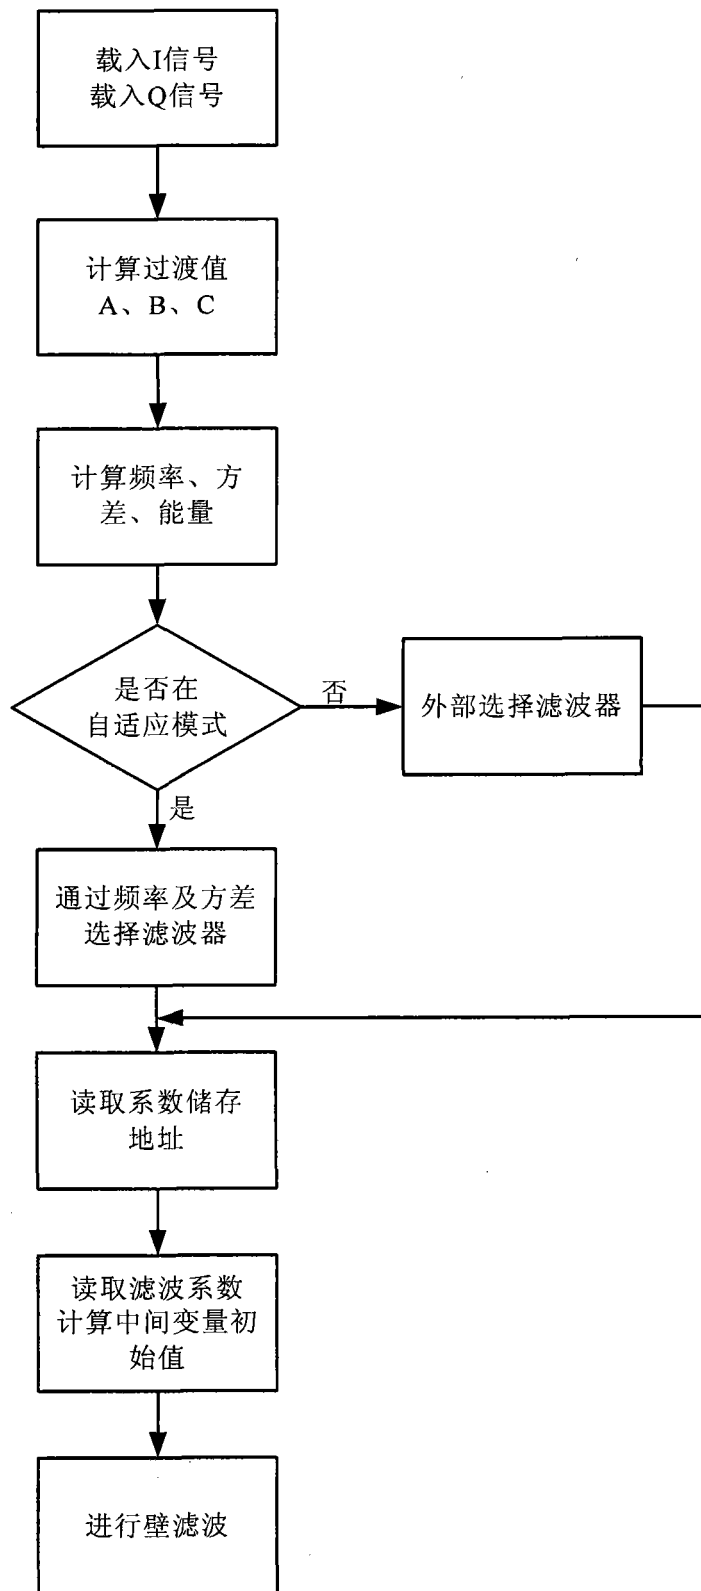 载入I信号
载入Q信号
计算过渡值
A、B、C
计算频率、方
差、能量
是否在
自适应模式
否
外部选择滤波器
是
通过频率及方差
选择滤波器
读取系数储存
地址
读取滤波系数
计算中间变量初
始值
进行壁滤波